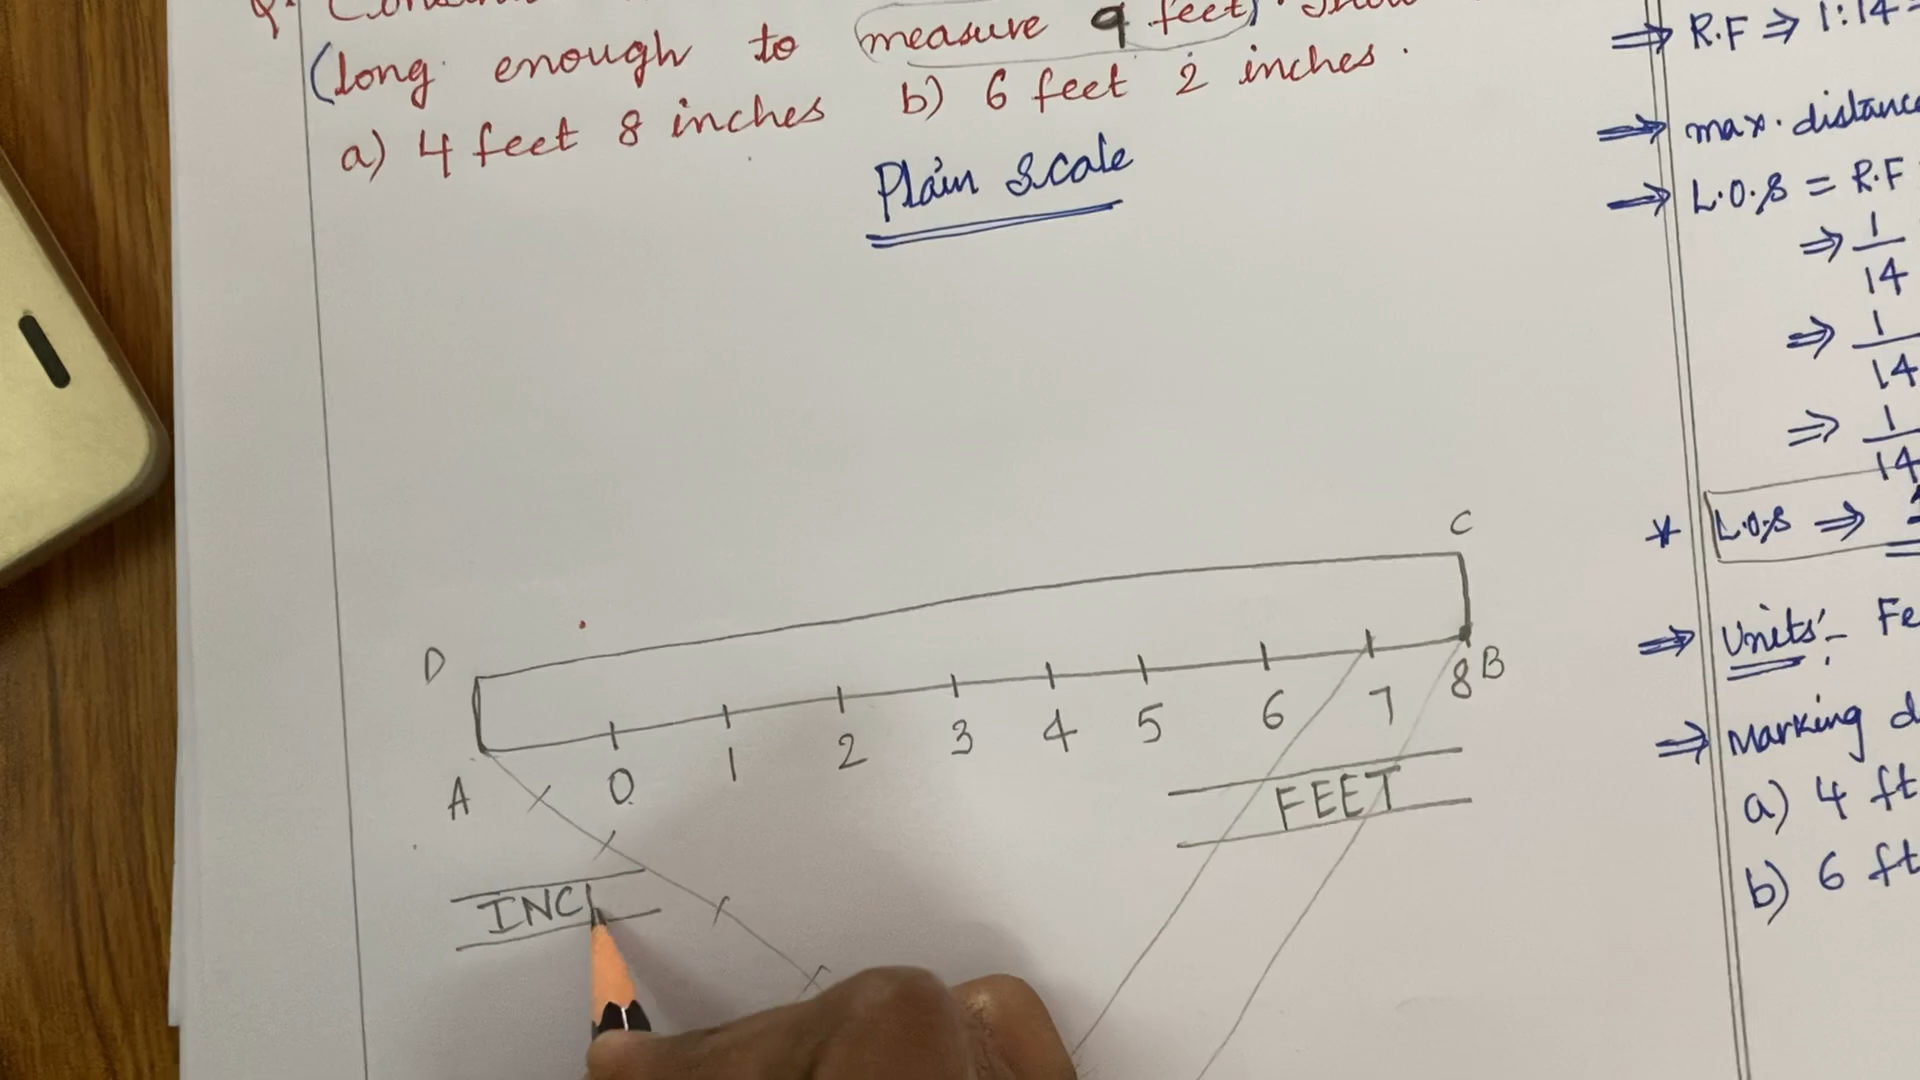 (long enough to (measure 9 feet)
a) 4 feet 8 inches b) 6 feet 2 inches.
Plain scale
D C
A 0 1 2 3 4 5 6 7 8 B
FEET
INCH
⇒ R.F ⇒ 1:14
⇒ max. distance
⇒ L.O.S = R.F
⇒ 1/14
⇒ 1/14
⇒ 1/14
* L.O.S ⇒
⇒ Units:- Fe
⇒ Marking d
a) 4 ft
b) 6 ft